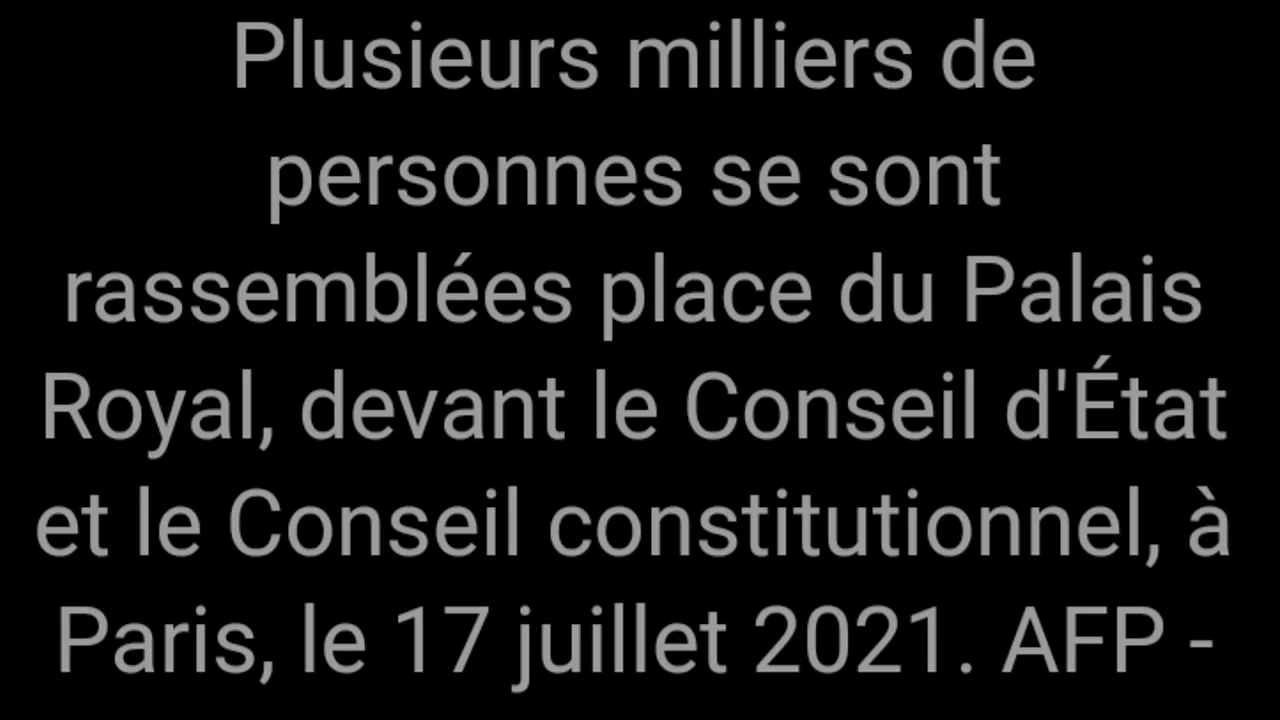 Plusieurs milliers de
personnes se sont
rassemblées place du Palais
Royal, devant le Conseil d'État
et le Conseil constitutionnel, à
Paris, le 17 juillet 2021. AFP -